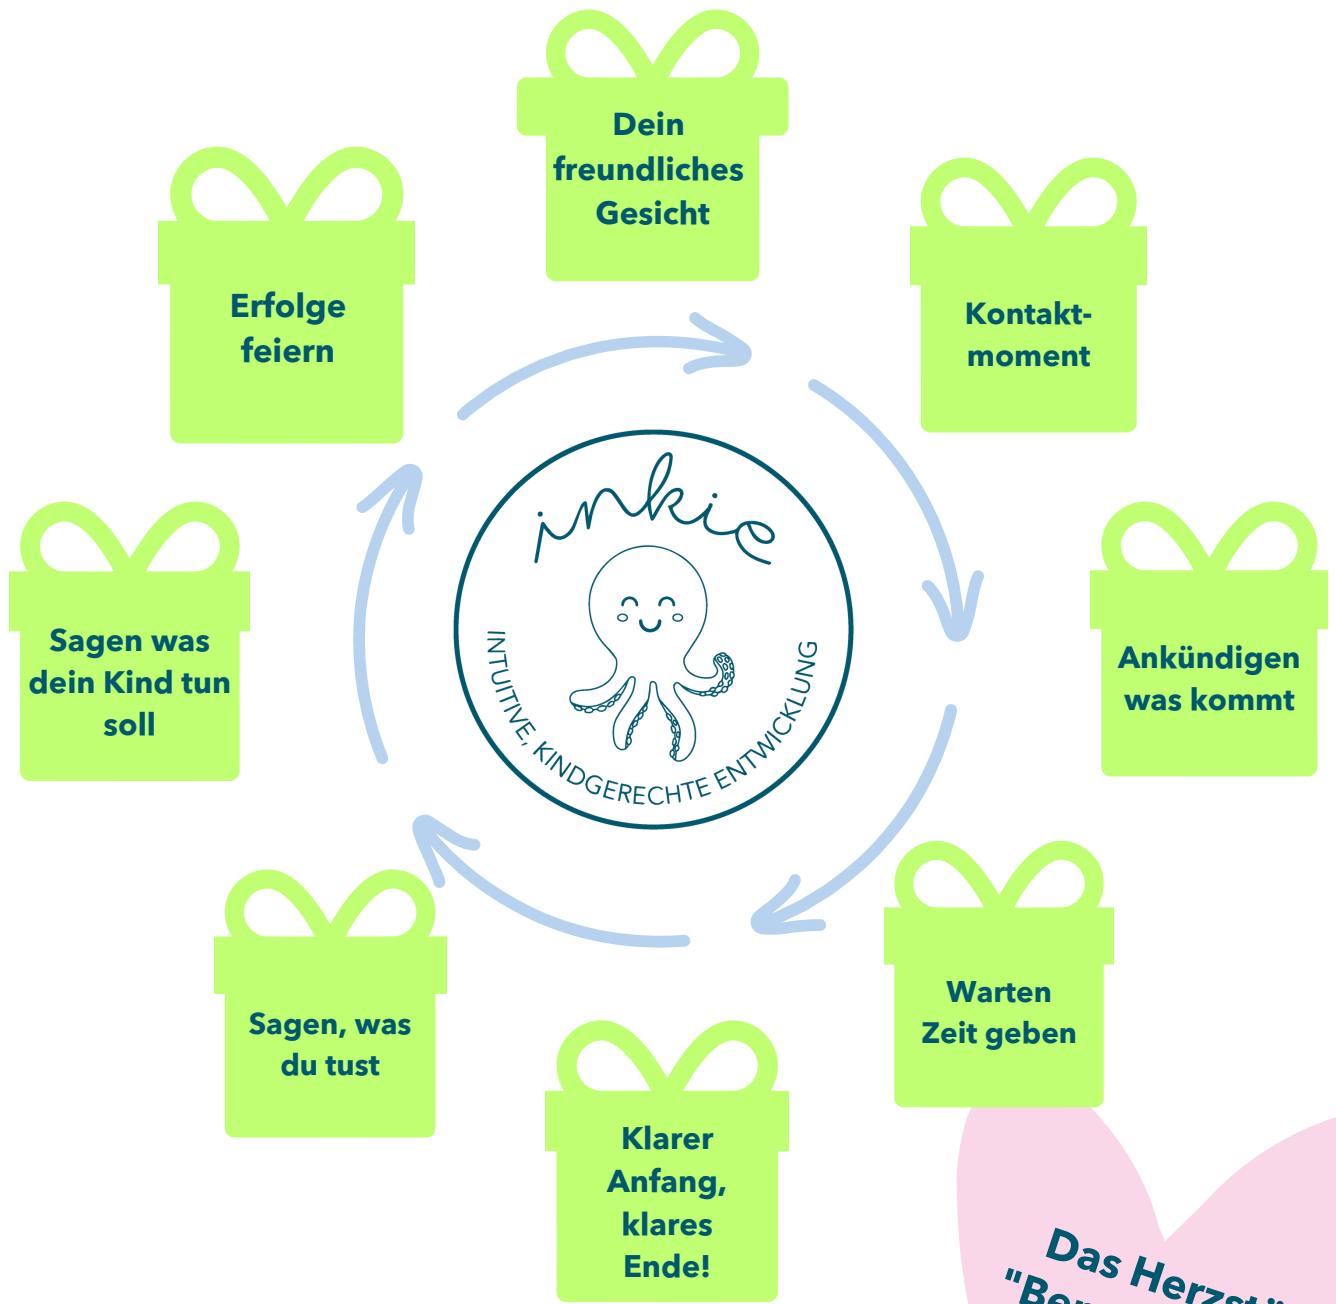 Dein
freundliches
Gesicht
Kontakt-
moment
Ankündigen
was kommt
Warten
Zeit geben
Klarer
Anfang,
klares
Ende!
Sagen, was
du tust
Sagen was
dein Kind tun
soll
Erfolge
feiern
inkie
INTUITIVE, KINDGERECHTE ENTWICKLUNG
Das